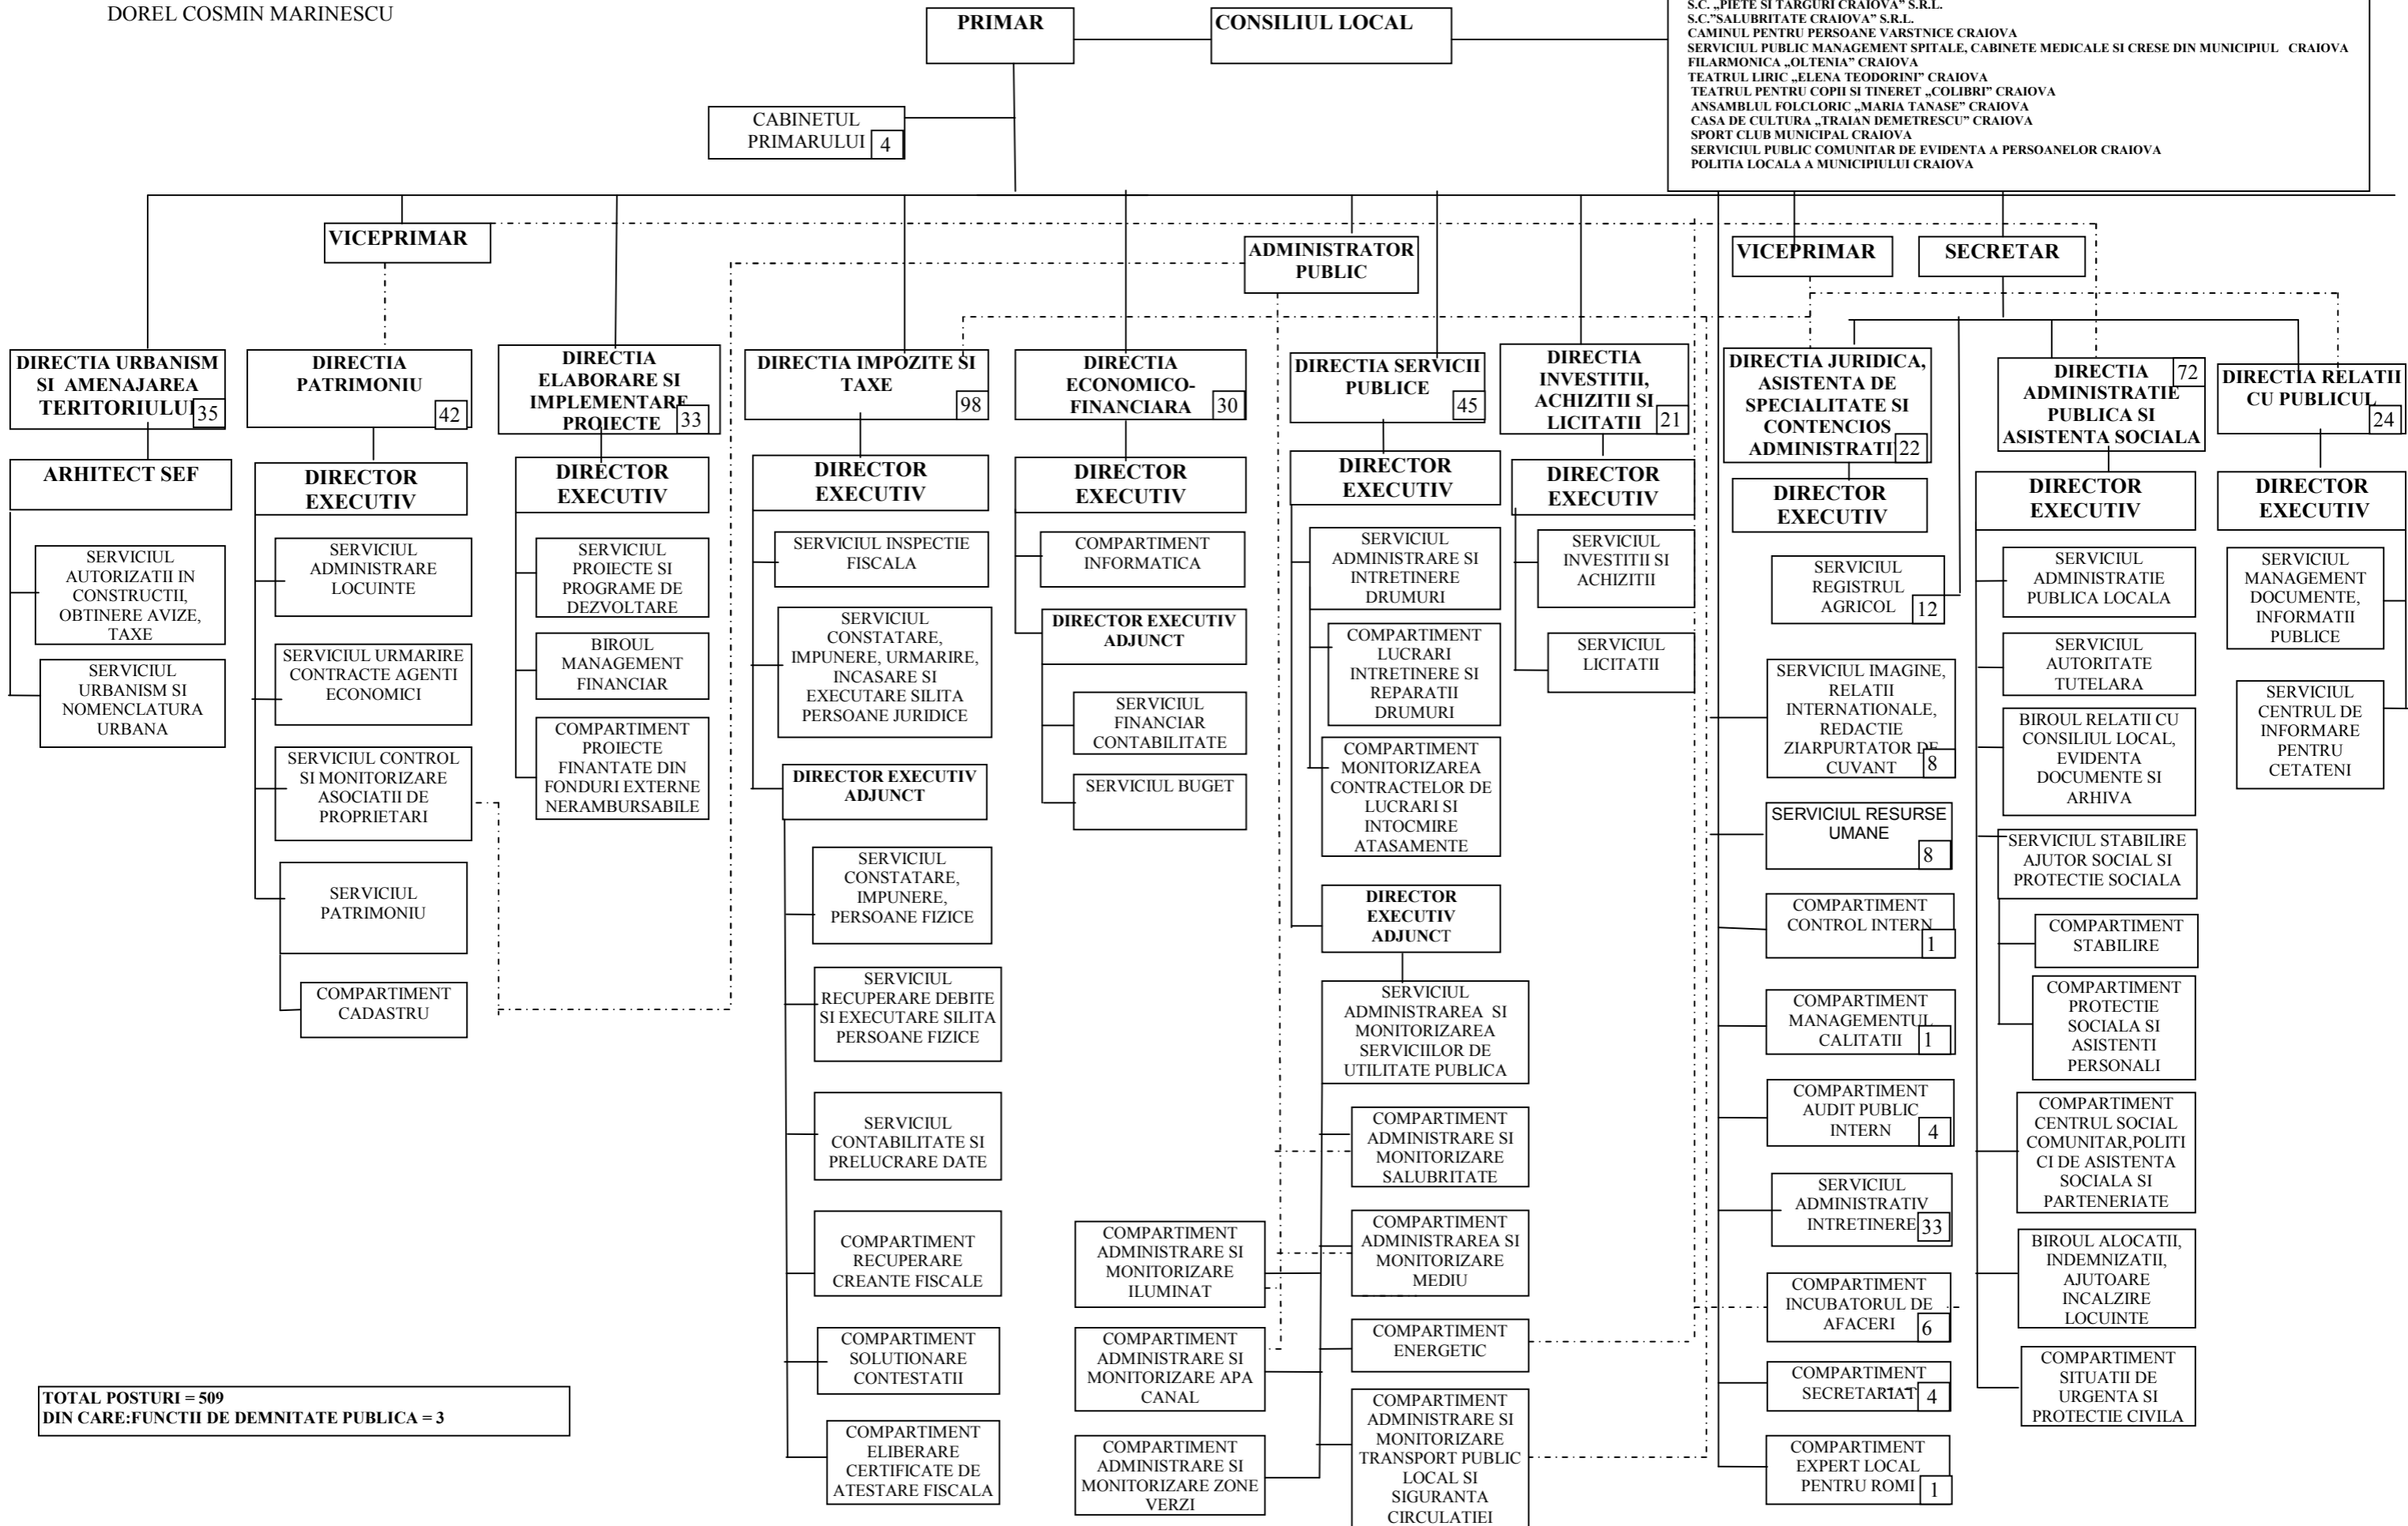 DOREL COSMIN MARINESCU
PRIMAR
CONSILIUL LOCAL
S.C. „PIETE SI TARGURI CRAIOVA” S.R.L.
S.C.”SALUBRITATE CRAIOVA” S.R.L.
CAMINUL PENTRU PERSOANE VARSTNICE CRAIOVA
SERVICIUL PUBLIC MANAGEMENT SPITALE, CABINETE MEDICALE SI CRESE DIN MUNICIPIUL CRAIOVA
FILARMONICA „OLTENIA” CRAIOVA
TEATRUL LIRIC „ELENA TEODORINI” CRAIOVA
TEATRUL PENTRU COPII SI TINERET „COLIBRI” CRAIOVA
ANSAMBLUL FOLCLORIC „MARIA TANASE” CRAIOVA
CASA DE CULTURA „TRAIAN DEMETRESCU” CRAIOVA
SPORT CLUB MUNICIPAL CRAIOVA
SERVICIUL PUBLIC COMUNITAR DE EVIDENTA A PERSOANELOR CRAIOVA
POLITIA LOCALA A MUNICIPIULUI CRAIOVA
CABINETUL
PRIMARULUI 4
VICEPRIMAR
ADMINISTRATOR
PUBLIC
VICEPRIMAR
SECRETAR
DIRECTIA URBANISM
SI AMENAJAREA
TERITORIULUI 35
ARHITECT SEF
SERVICIUL
AUTORIZATII IN
CONSTRUCTII,
OBTINERE AVIZE,
TAXE
SERVICIUL
URBANISM SI
NOMENCLATURA
URBANA
DIRECTIA
PATRIMONIU
42
DIRECTOR
EXECUTIV
SERVICIUL
ADMINISTRARE
LOCUINTE
SERVICIUL URMARIRE
CONTRACTE AGENTI
ECONOMICI
SERVICIUL CONTROL
SI MONITORIZARE
ASOCIATII DE
PROPRIETARI
SERVICIUL
PATRIMONIU
COMPARTIMENT
CADASTRU
DIRECTIA
ELABORARE SI
IMPLEMENTARE
PROIECTE 33
DIRECTOR
EXECUTIV
SERVICIUL
PROIECTE SI
PROGRAME DE
DEZVOLTARE
BIROUL
MANAGEMENT
FINANCIAR
COMPARTIMENT
PROIECTE
FINANTATE DIN
FONDURI EXTERNE
NERAMBURSABILE
DIRECTIA IMPOZITE SI
TAXE
98
DIRECTOR
EXECUTIV
SERVICIUL INSPECTIE
FISCALA
SERVICIUL
CONSTATARE,
IMPUNERE, URMARIRE,
INCASARE SI
EXECUTARE SILITA
PERSOANE JURIDICE
DIRECTOR EXECUTIV
ADJUNCT
SERVICIUL
CONSTATARE,
IMPUNERE,
PERSOANE FIZICE
SERVICIUL
RECUPERARE DEBITE
SI EXECUTARE SILITA
PERSOANE FIZICE
SERVICIUL
CONTABILITATE SI
PRELUCRARE DATE
COMPARTIMENT
RECUPERARE
CREANTE FISCALE
COMPARTIMENT
SOLUTIONARE
CONTESTATII
COMPARTIMENT
ELIBERARE
CERTIFICATE DE
ATESTARE FISCALA
DIRECTIA
ECONOMICO-
FINANCIARA 30
DIRECTOR
EXECUTIV
COMPARTIMENT
INFORMATICA
DIRECTOR EXECUTIV
ADJUNCT
SERVICIUL
FINANCIAR
CONTABILITATE
SERVICIUL BUGET
DIRECTIA SERVICII
PUBLICE
45
DIRECTOR
EXECUTIV
SERVICIUL
ADMINISTRARE SI
INTRETINERE
DRUMURI
COMPARTIMENT
LUCRARI
INTRETINERE SI
REPARATII
DRUMURI
COMPARTIMENT
MONITORIZAREA
CONTRACTELOR DE
LUCRARI SI
INTOCMIRE
ATASAMENTE
DIRECTOR
EXECUTIV
ADJUNCT
SERVICIUL
ADMINISTRAREA SI
MONITORIZAREA
SERVICIILOR DE
UTILITATE PUBLICA
COMPARTIMENT
ADMINISTRARE SI
MONITORIZARE
SALUBRITATE
COMPARTIMENT
ADMINISTRAREA SI
MONITORIZARE
MEDIU
COMPARTIMENT
ENERGETIC
COMPARTIMENT
ADMINISTRARE SI
MONITORIZARE
TRANSPORT PUBLIC
LOCAL SI
SIGURANTA
CIRCULATIEI
COMPARTIMENT
ADMINISTRARE SI
MONITORIZARE
ILUMINAT
COMPARTIMENT
ADMINISTRARE SI
MONITORIZARE APA
CANAL
COMPARTIMENT
ADMINISTRARE SI
MONITORIZARE ZONE
VERZI
DIRECTIA
INVESTITII,
ACHIZITII SI
LICITATII 21
DIRECTOR
EXECUTIV
SERVICIUL
INVESTITII SI
ACHIZITII
SERVICIUL
LICITATII
DIRECTIA JURIDICA,
ASISTENTA DE
SPECIALITATE SI
CONTENCIOS
ADMINISTRATI 22
DIRECTOR
EXECUTIV
SERVICIUL
REGISTRUL
AGRICOL 12
SERVICIUL IMAGINE,
RELATII
INTERNATIONALE,
REDACTIE
ZIARPURTATOR DE
CUVANT 8
SERVICIUL RESURSE
UMANE
8
COMPARTIMENT
CONTROL INTERN
1
COMPARTIMENT
MANAGEMENTUL
CALITATII 1
COMPARTIMENT
AUDIT PUBLIC
INTERN 4
SERVICIUL
ADMINISTRATIV
INTRETINERE 33
COMPARTIMENT
INCUBATORUL DE
AFACERI 6
COMPARTIMENT
SECRETARIAT 4
COMPARTIMENT
EXPERT LOCAL
PENTRU ROMI 1
DIRECTIA 72
ADMINISTRATIE
PUBLICA SI
ASISTENTA SOCIALA
DIRECTOR
EXECUTIV
SERVICIUL
ADMINISTRATIE
PUBLICA LOCALA
SERVICIUL
AUTORITATE
TUTELARA
BIROUL RELATII CU
CONSILIUL LOCAL,
EVIDENTA
DOCUMENTE SI
ARHIVA
SERVICIUL STABILIRE
AJUTOR SOCIAL SI
PROTECTIE SOCIALA
COMPARTIMENT
STABILIRE
COMPARTIMENT
PROTECTIE
SOCIALA SI
ASISTENTI
PERSONALI
COMPARTIMENT
CENTRUL SOCIAL
COMUNITAR,POLITI
CI DE ASISTENTA
SOCIALA SI
PARTENERIATE
BIROUL ALOCATII,
INDEMNIZATII,
AJUTOARE
INCALZIRE
LOCUINTE
COMPARTIMENT
SITUATII DE
URGENTA SI
PROTECTIE CIVILA
DIRECTIA RELATII
CU PUBLICUL
24
DIRECTOR
EXECUTIV
SERVICIUL
MANAGEMENT
DOCUMENTE,
INFORMATII
PUBLICE
SERVICIUL
CENTRUL DE
INFORMARE
PENTRU
CETATENI
TOTAL POSTURI = 509
DIN CARE:FUNCTII DE DEMNITATE PUBLICA = 3